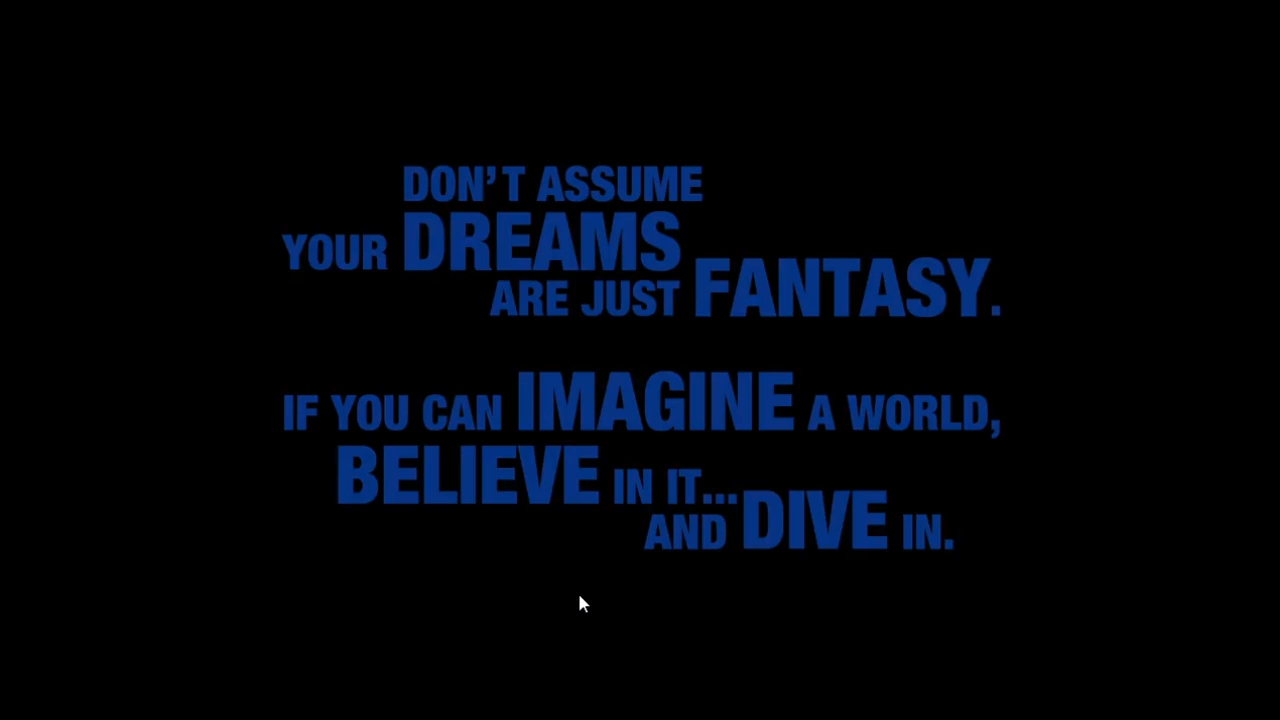 DON'T ASSUME
YOUR DREAMS
ARE JUST FANTASY.
IF YOU CAN IMAGINE A WORLD,
BELIEVE IN IT...
AND DIVE IN.